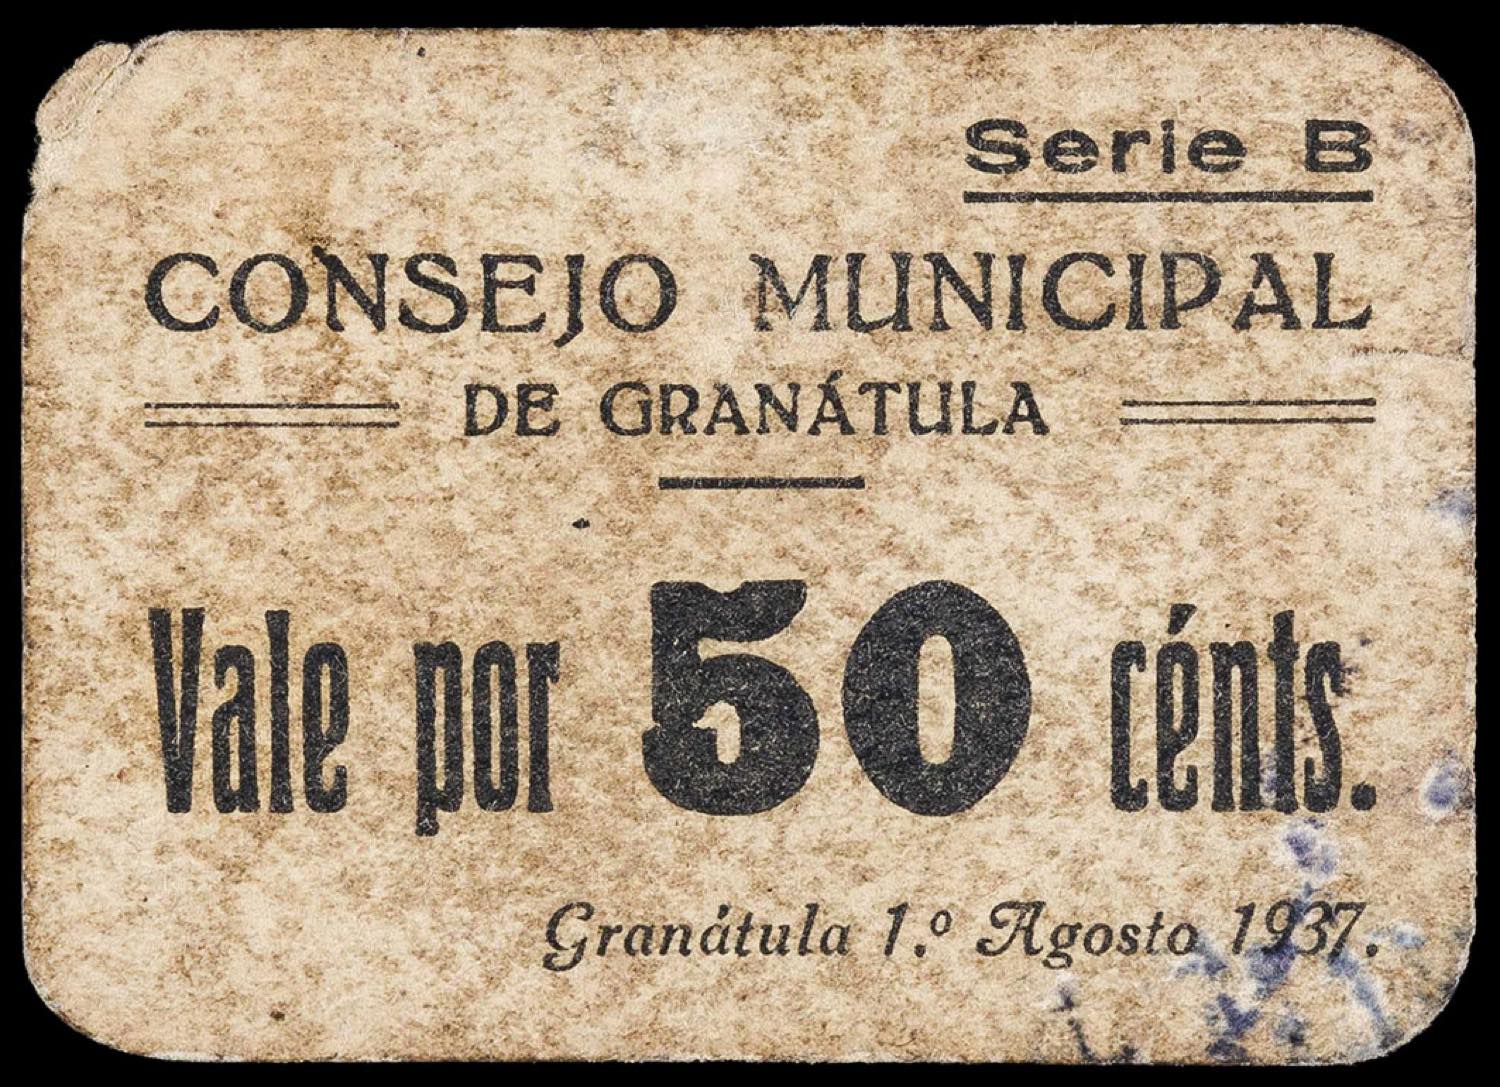 Serie B
CONSEJO MUNICIPAL
DE GRANÁTULA
Vale por 50 cénts.
Granátula 1.º Agosto 1937.